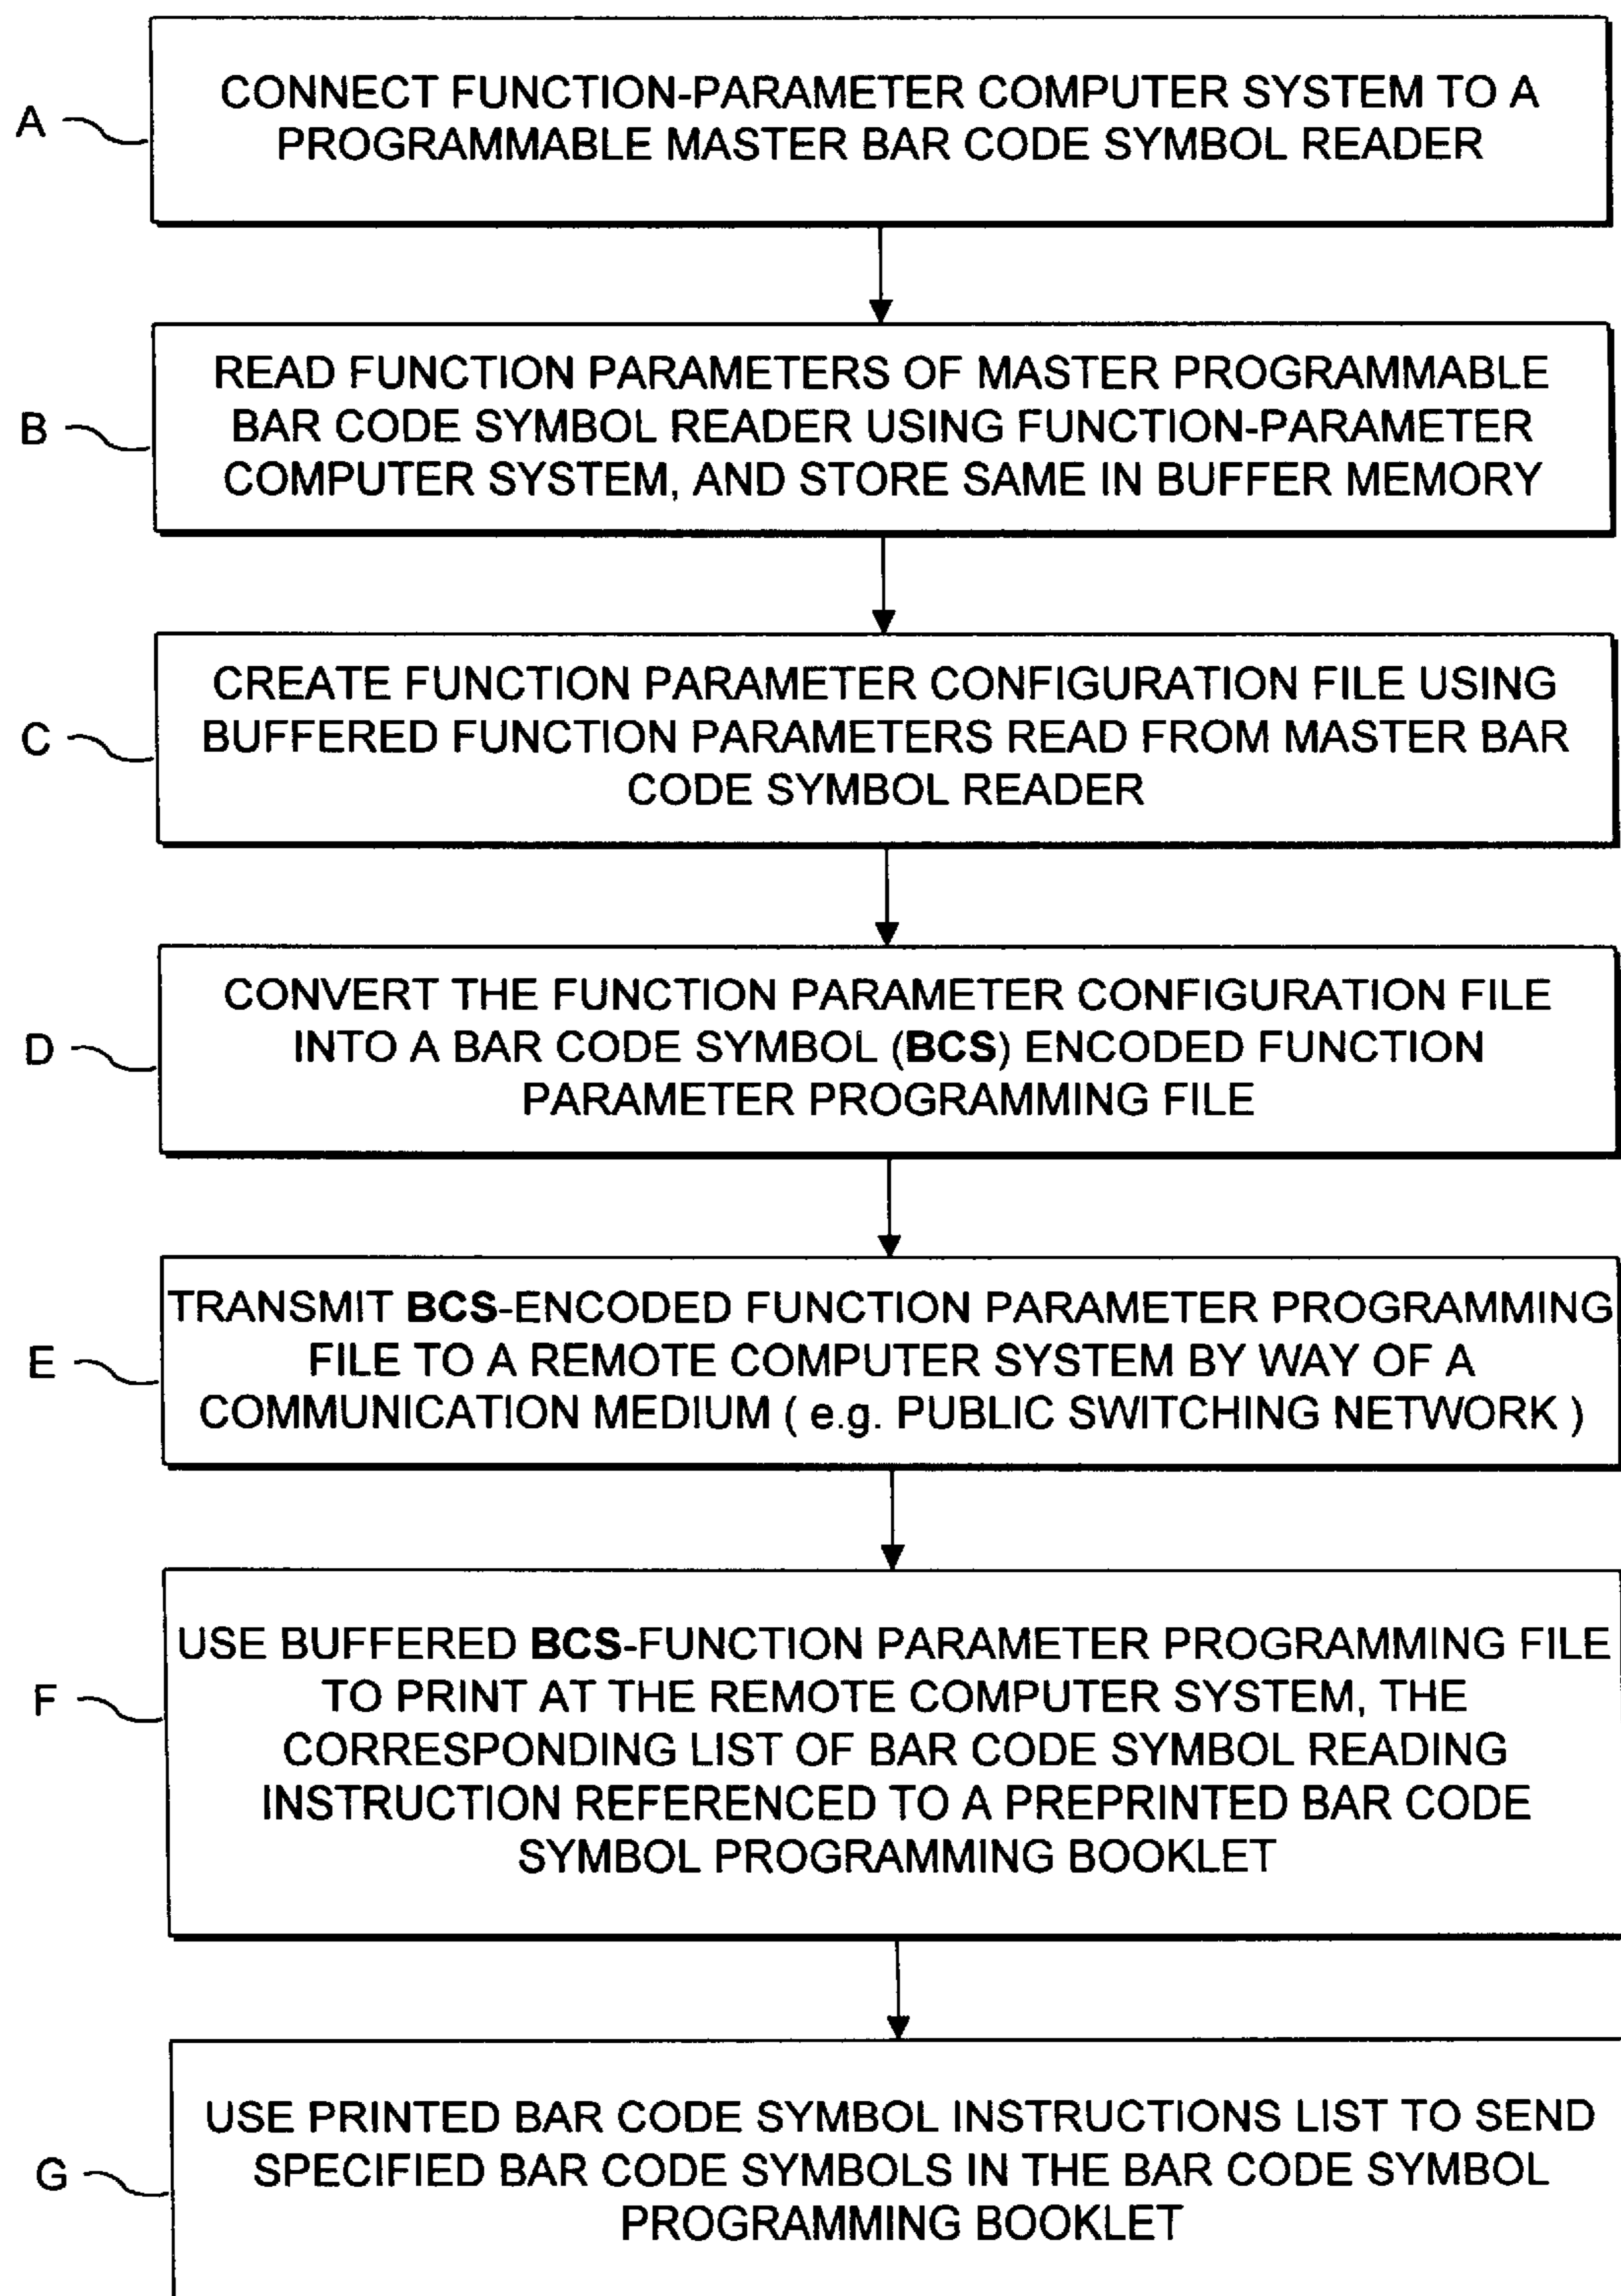 A
CONNECT FUNCTION-PARAMETER COMPUTER SYSTEM TO A
PROGRAMMABLE MASTER BAR CODE SYMBOL READER
B
READ FUNCTION PARAMETERS OF MASTER PROGRAMMABLE
BAR CODE SYMBOL READER USING FUNCTION-PARAMETER
COMPUTER SYSTEM, AND STORE SAME IN BUFFER MEMORY
C
CREATE FUNCTION PARAMETER CONFIGURATION FILE USING
BUFFERED FUNCTION PARAMETERS READ FROM MASTER BAR
CODE SYMBOL READER
D
CONVERT THE FUNCTION PARAMETER CONFIGURATION FILE
INTO A BAR CODE SYMBOL (BCS) ENCODED FUNCTION
PARAMETER PROGRAMMING FILE
E
TRANSMIT BCS-ENCODED FUNCTION PARAMETER PROGRAMMING
FILE TO A REMOTE COMPUTER SYSTEM BY WAY OF A
COMMUNICATION MEDIUM ( e.g. PUBLIC SWITCHING NETWORK )
F
USE BUFFERED BCS-FUNCTION PARAMETER PROGRAMMING FILE
TO PRINT AT THE REMOTE COMPUTER SYSTEM, THE
CORRESPONDING LIST OF BAR CODE SYMBOL READING
INSTRUCTION REFERENCED TO A PREPRINTED BAR CODE
SYMBOL PROGRAMMING BOOKLET
G
USE PRINTED BAR CODE SYMBOL INSTRUCTIONS LIST TO SEND
SPECIFIED BAR CODE SYMBOLS IN THE BAR CODE SYMBOL
PROGRAMMING BOOKLET